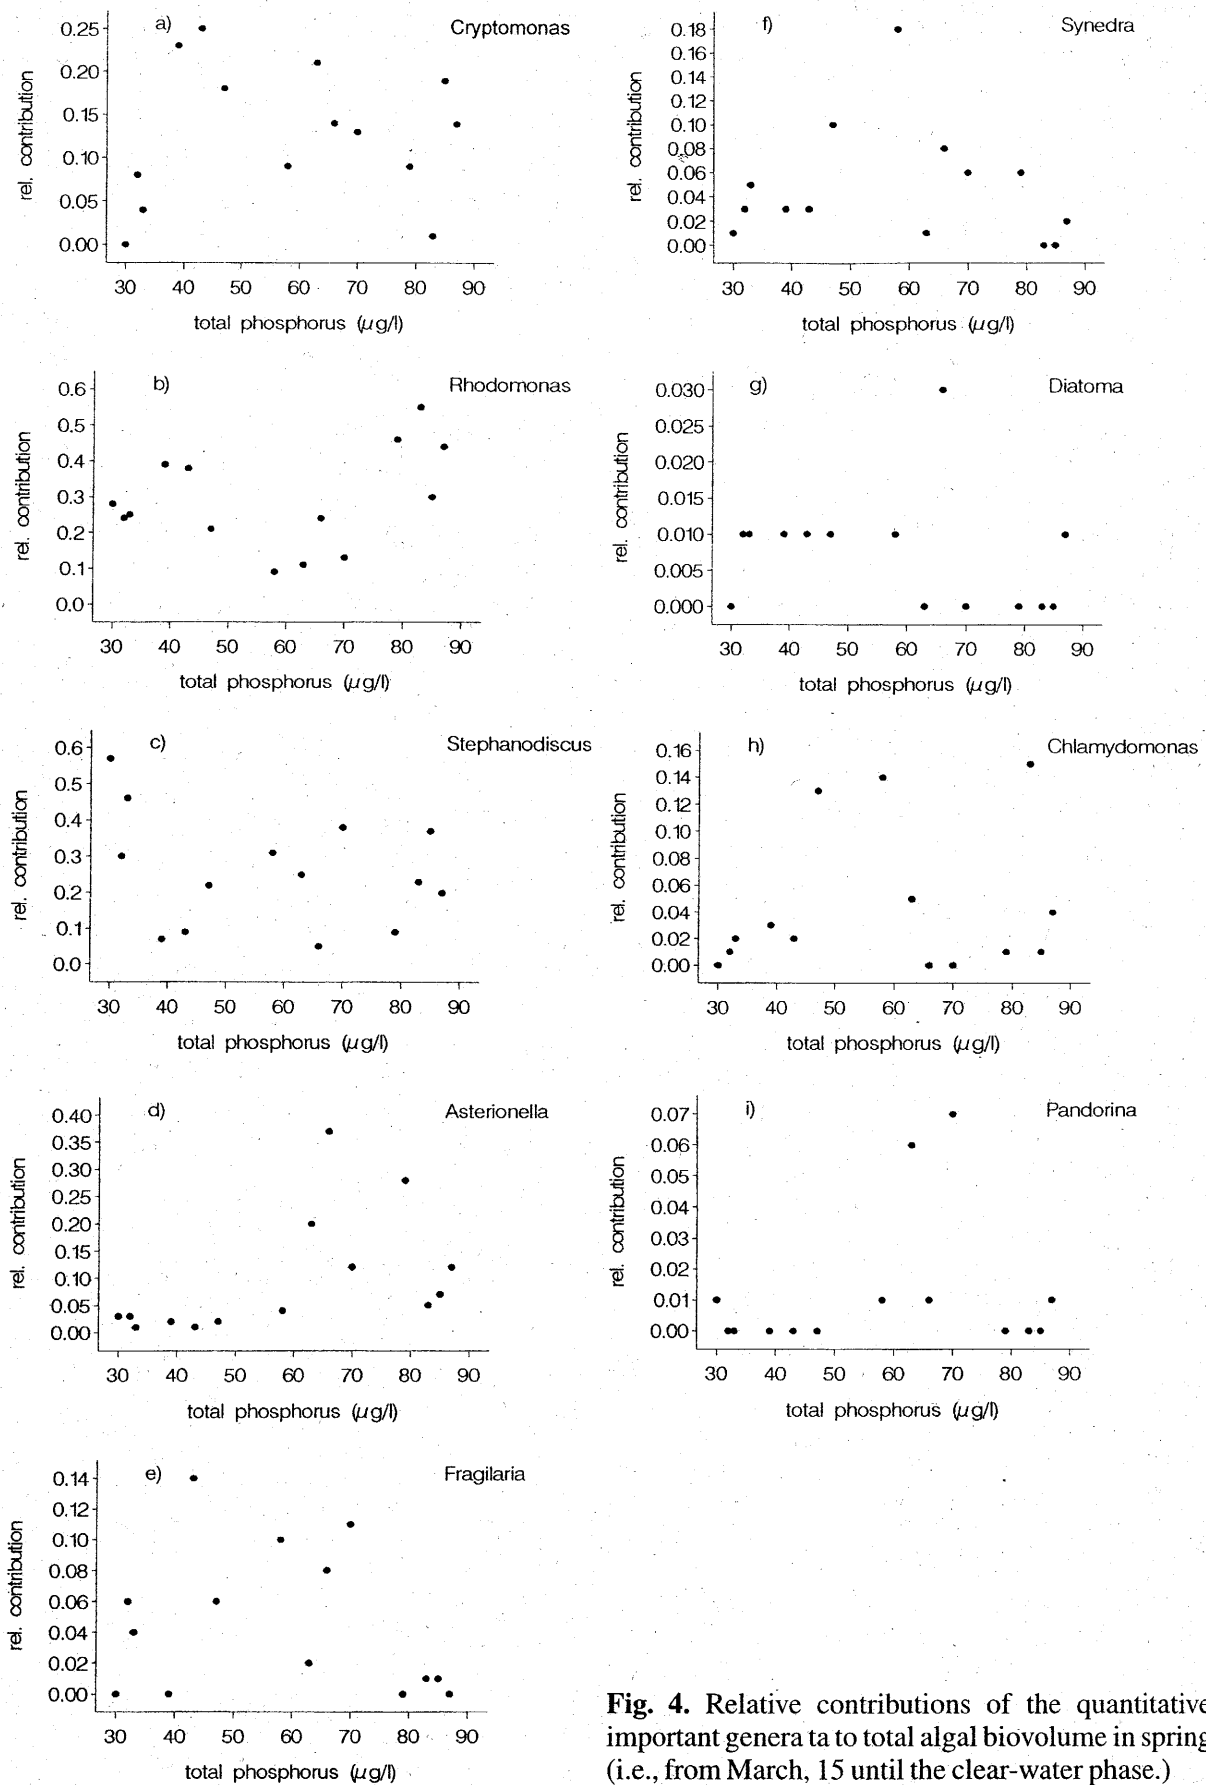 a) Cryptomonas
0.25
0.20
0.15
0.10
0.05
0.00
rel. contribution
30 40 50 60 70 80 90
total phosphorus (µg/l)
b) Rhodomonas
0.6
0.5
0.4
0.3
0.2
0.1
0.0
rel. contribution
30 40 50 60 70 80 90
total phosphorus (µg/l)
c) Stephanodiscus
0.6
0.5
0.4
0.3
0.2
0.1
0.0
rel. contribution
30 40 50 60 70 80 90
total phosphorus (µg/l)
d) Asterionella
0.40
0.35
0.30
0.25
0.20
0.15
0.10
0.05
0.00
rel. contribution
30 40 50 60 70 80 90
total phosphorus (µg/l)
e) Fragilaria
0.14
0.12
0.10
0.08
0.06
0.04
0.02
0.00
rel. contribution
30 40 50 60 70 80 90
total phosphorus (µg/l)
f) Synedra
0.18
0.16
0.14
0.12
0.10
0.08
0.06
0.04
0.02
0.00
rel. contribution
30 40 50 60 70 80 90
total phosphorus (µg/l)
g) Diatoma
0.030
0.025
0.020
0.015
0.010
0.005
0.000
rel. contribution
30 40 50 60 70 80 90
total phosphorus (µg/l)
h) Chlamydomonas
0.16
0.14
0.12
0.10
0.08
0.06
0.04
0.02
0.00
rel. contribution
30 40 50 60 70 80 90
total phosphorus (µg/l)
i) Pandorina
0.07
0.06
0.05
0.04
0.03
0.02
0.01
0.00
rel. contribution
30 40 50 60 70 80 90
total phosphorus (µg/l)
Fig. 4. Relative contributions of the quantitative
important genera ta to total algal biovolume in spring
(i.e., from March, 15 until the clear-water phase.)